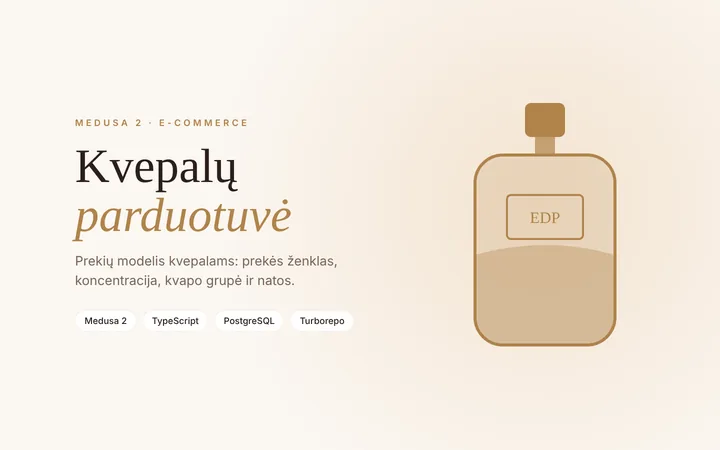 MEDUSA 2 · E-COMMERCE
Kvepalų
parduotuvė
Prekių modelis kvepalams: prekės ženklas,
koncentracija, kvapo grupė ir natos.
Medusa 2 TypeScript PostgreSQL Turborepo
EDP